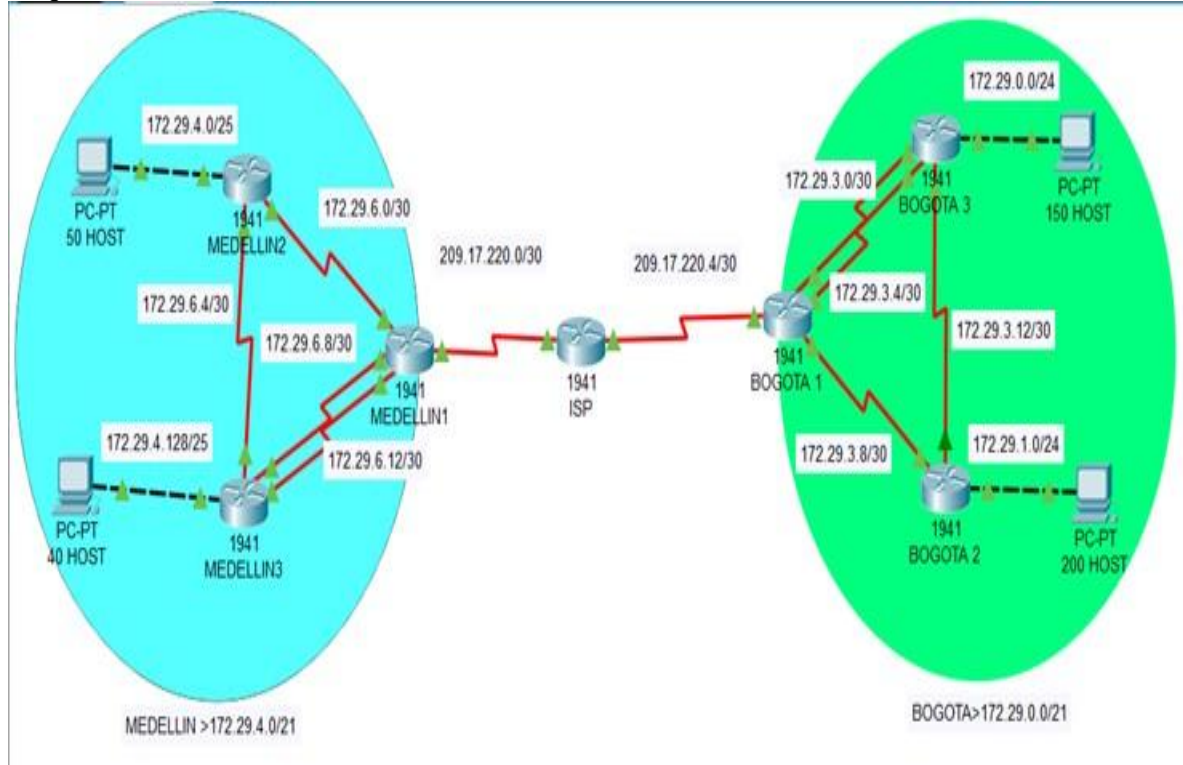 172.29.4.0/25
PC-PT
50 HOST
1941
MEDELLIN2
172.29.6.0/30
172.29.6.4/30
172.29.6.8/30
1941
MEDELLIN1
172.29.4.128/25
172.29.6.12/30
PC-PT
40 HOST
1941
MEDELLIN3
MEDELLIN >172.29.4.0/21
209.17.220.0/30
1941
ISP
209.17.220.4/30
172.29.0.0/24
172.29.3.0/30
1941
BOGOTA 3
PC-PT
150 HOST
172.29.3.4/30
172.29.3.12/30
1941
BOGOTA 1
172.29.3.8/30
172.29.1.0/24
1941
BOGOTA 2
PC-PT
200 HOST
BOGOTA>172.29.0.0/21